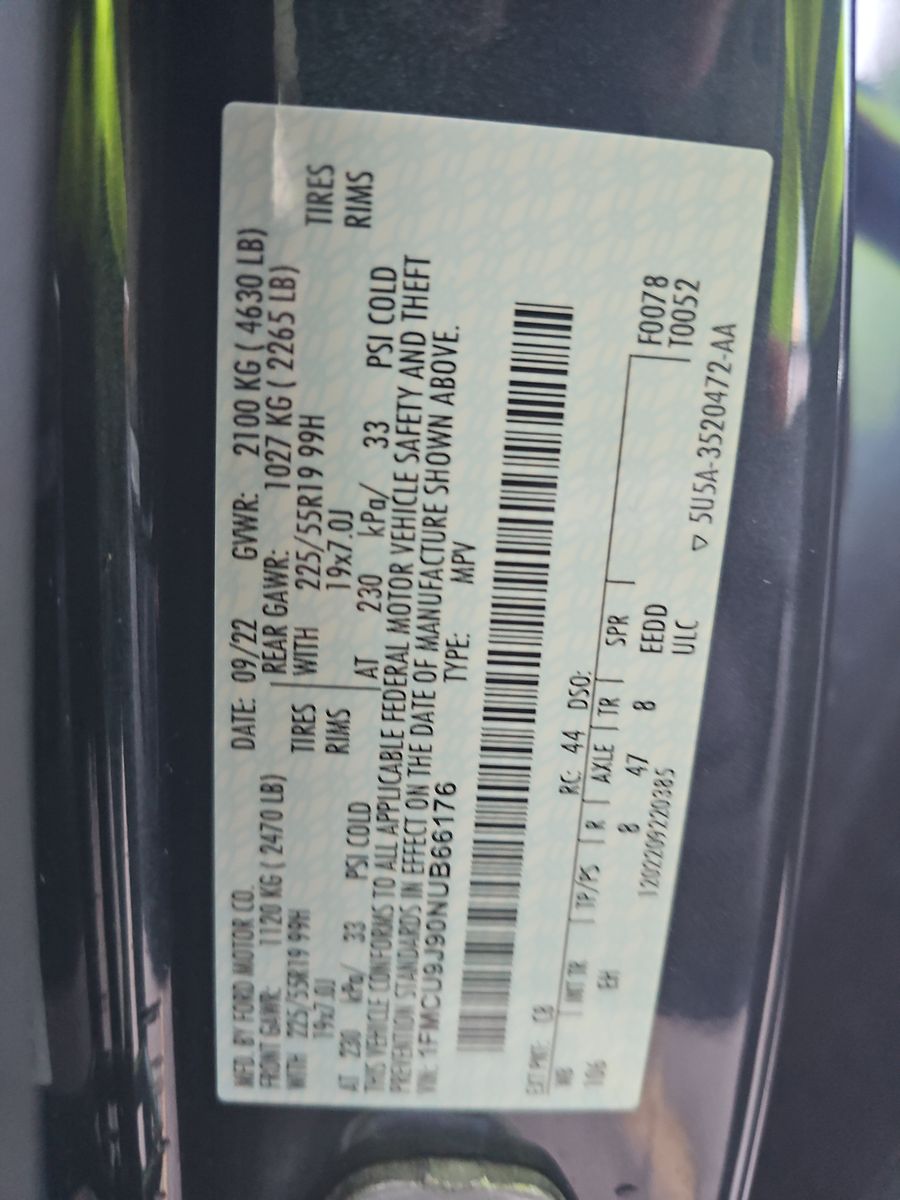 MFD. BY FORD MOTOR CO.
DATE: 09/22 GVWR: 2100 KG ( 4630 LB)
FRONT GAWR: 1120 KG ( 2470 LB)
REAR GAWR: 1027 KG ( 2265 LB)
WITH 225/55R19 99H TIRES
WITH 225/55R19 99H TIRES
19x7.0J RIMS
19x7.0J RIMS
AT 230 kPa/ 33 PSI COLD
AT 230 kPa/ 33 PSI COLD
THIS VEHICLE CONFORMS TO ALL APPLICABLE FEDERAL MOTOR VEHICLE SAFETY AND THEFT
PREVENTION STANDARDS IN EFFECT ON THE DATE OF MANUFACTURE SHOWN ABOVE.
VIN: 1FMCU9J90NUB66176
TYPE: MPV
EXT PNT: C8 RC: 44 DSO:
WB INT TR TP/PS R AXLE TR SPR
F0078
T0052
106 EH 8 47 8 EEDD
1202209220385 ULC
▽ 5U5A-3520472-AA